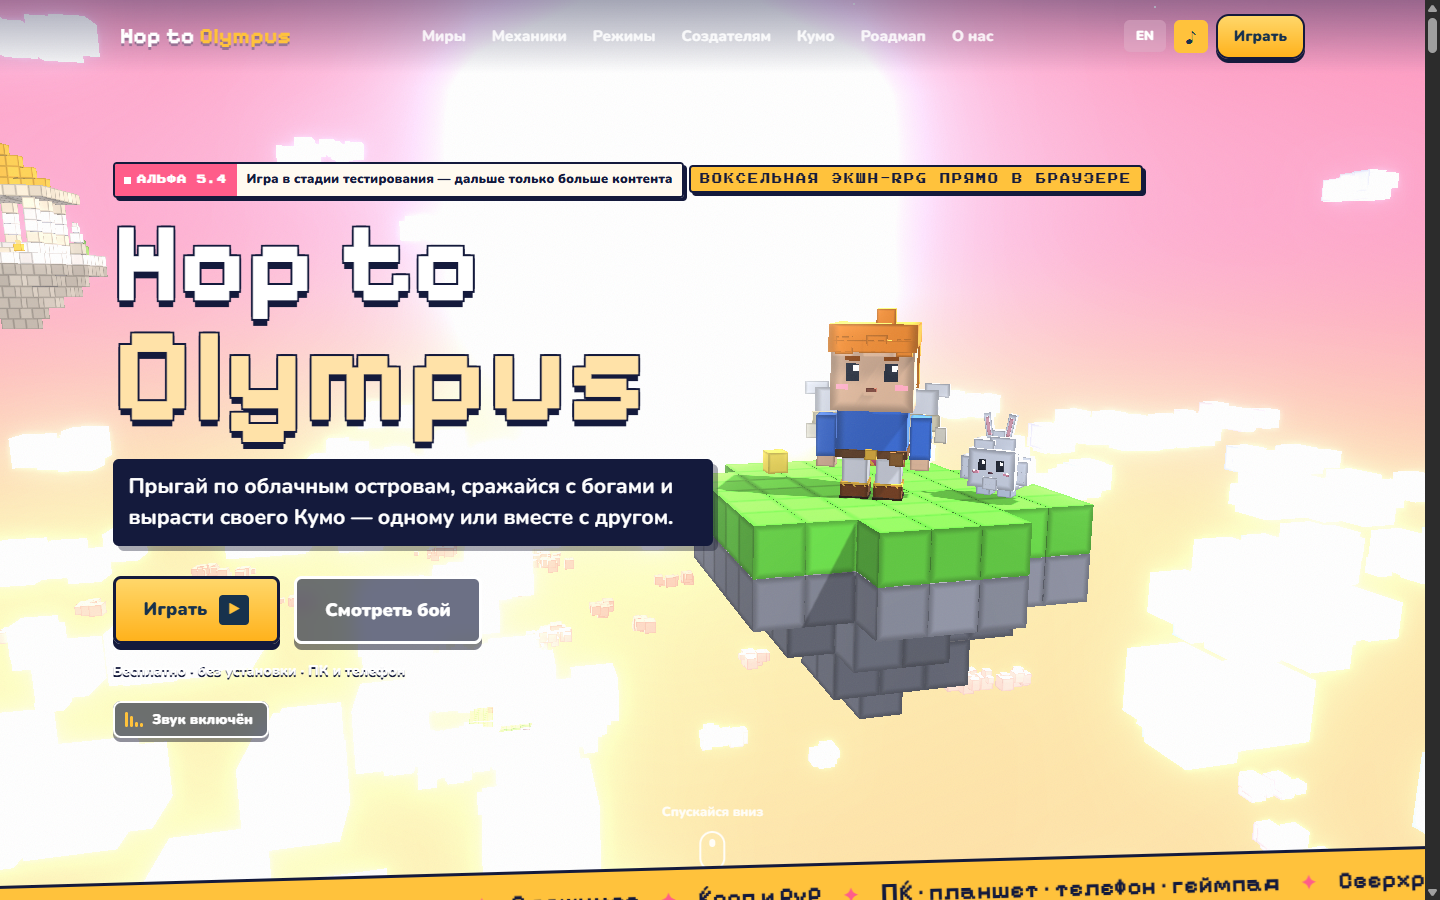 Hop to Olympus
Миры Механики Режимы Создателям Кумо Роадмап О нас
EN
Играть
АЛЬФА 5.4 Игра в стадии тестирования — дальше только больше контента
ВОКСЕЛЬНАЯ ЭКШН-RPG ПРЯМО В БРАУЗЕРЕ
Hop to
Olympus
Прыгай по облачным островам, сражайся с богами и
вырасти своего Кумо — одному или вместе с другом.
Играть
Смотреть бой
Бесплатно · без установки · ПК и телефон
Звук включён
Спускайся вниз
Кооп и PvP ✦ ПК · планшет · телефон · геймпад ✦